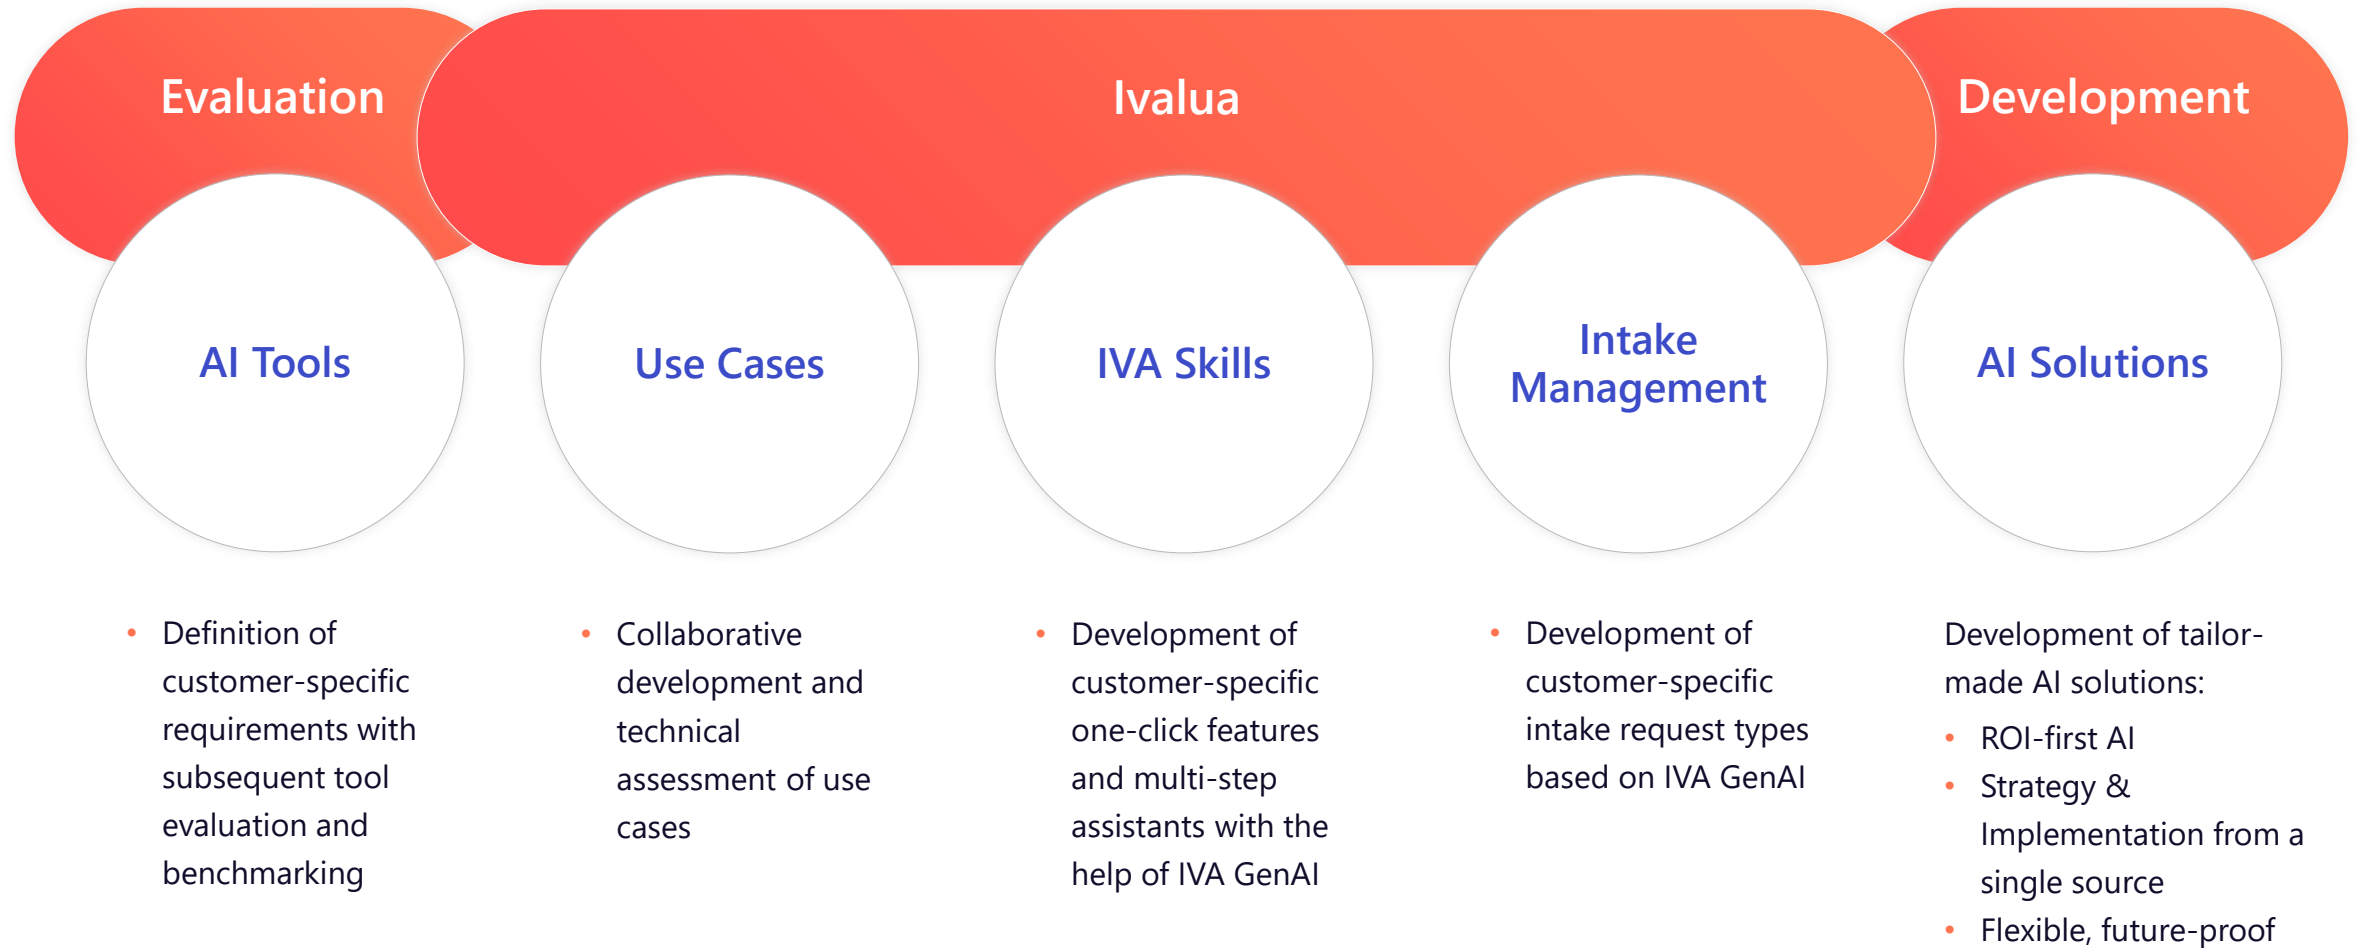 Evaluation
Ivalua
Development
AI Tools
Use Cases
IVA Skills
Intake
Management
AI Solutions
• Definition of
customer-specific
requirements with
subsequent tool
evaluation and
benchmarking
• Collaborative
development and
technical
assessment of use
cases
• Development of
customer-specific
one-click features
and multi-step
assistants with the
help of IVA GenAI
• Development of
customer-specific
intake request types
based on IVA GenAI
Development of tailor-
made AI solutions:
• ROI-first AI
• Strategy &
Implementation from a
single source
• Flexible, future-proof